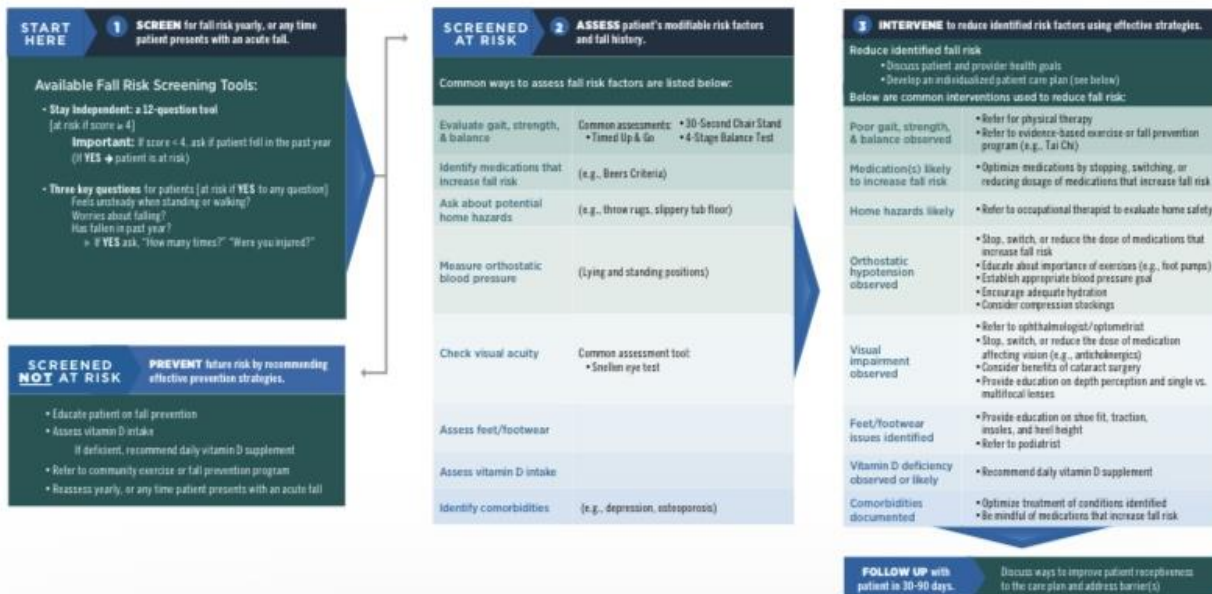 START HERE
1 SCREEN for fall risk yearly, or any time
patient presents with an acute fall.
Available Fall Risk Screening Tools:
• Stay Independent: a 12-question tool
[at risk if score ≥ 4]
Important: If score < 4, ask if patient fell in the past year
(If YES → patient is at risk)
• Three key questions for patients [at risk if YES to any question]
Feels unsteady when standing or walking?
Worries about falling?
Has fallen in past year?
» If YES ask, "How many times?" "Were you injured?"
SCREENED NOT AT RISK
PREVENT future risk by recommending
effective prevention strategies.
• Educate patient on fall prevention
• Assess vitamin D intake
If deficient, recommend daily vitamin D supplement
• Refer to community exercise or fall prevention program
• Reassess yearly, or any time patient presents with an acute fall
SCREENED AT RISK
2 ASSESS patient's modifiable risk factors
and fall history.
Common ways to assess fall risk factors are listed below:
Evaluate gait, strength,
& balance
Common assessments:
• Timed Up & Go
• 30-Second Chair Stand
• 4-Stage Balance Test
Identify medications that
increase fall risk
(e.g., Beers Criteria)
Ask about potential
home hazards
(e.g., throw rugs, slippery tub floor)
Measure orthostatic
blood pressure
(Lying and standing positions)
Check visual acuity
Common assessment tool:
• Snellen eye test
Assess feet/footwear
Assess vitamin D intake
Identify comorbidities
(e.g., depression, osteoporosis)
3 INTERVENE to reduce identified risk factors using effective strategies.
Reduce identified fall risk
• Discuss patient and provider health goals
• Develop an individualized patient care plan (see below)
Below are common interventions used to reduce fall risk:
Poor gait, strength,
& balance observed
• Refer for physical therapy
• Refer to evidence-based exercise or fall prevention
program (e.g., Tai Chi)
Medication(s) likely
to increase fall risk
• Optimize medications by stopping, switching, or
reducing dosage of medications that increase fall risk
Home hazards likely
• Refer to occupational therapist to evaluate home safety
Orthostatic
hypotension
observed
• Stop, switch, or reduce the dose of medications that
increase fall risk
• Educate about importance of exercises (e.g., foot pumps)
• Establish appropriate blood pressure goal
• Encourage adequate hydration
• Consider compression stockings
Visual
impairment
observed
• Refer to ophthalmologist/optometrist
• Stop, switch, or reduce the dose of medication
affecting vision (e.g., anticholinergics)
• Consider benefits of cataract surgery
• Provide education on depth perception and single vs.
multifocal lenses
Feet/footwear
issues identified
• Provide education on shoe fit, traction,
insoles, and heel height
• Refer to podiatrist
Vitamin D deficiency
observed or likely
• Recommend daily vitamin D supplement
Comorbidities
documented
• Optimize treatment of conditions identified
• Be mindful of medications that increase fall risk
FOLLOW UP with
patient in 30-90 days.
Discuss ways to improve patient receptiveness
to the care plan and address barrier(s)